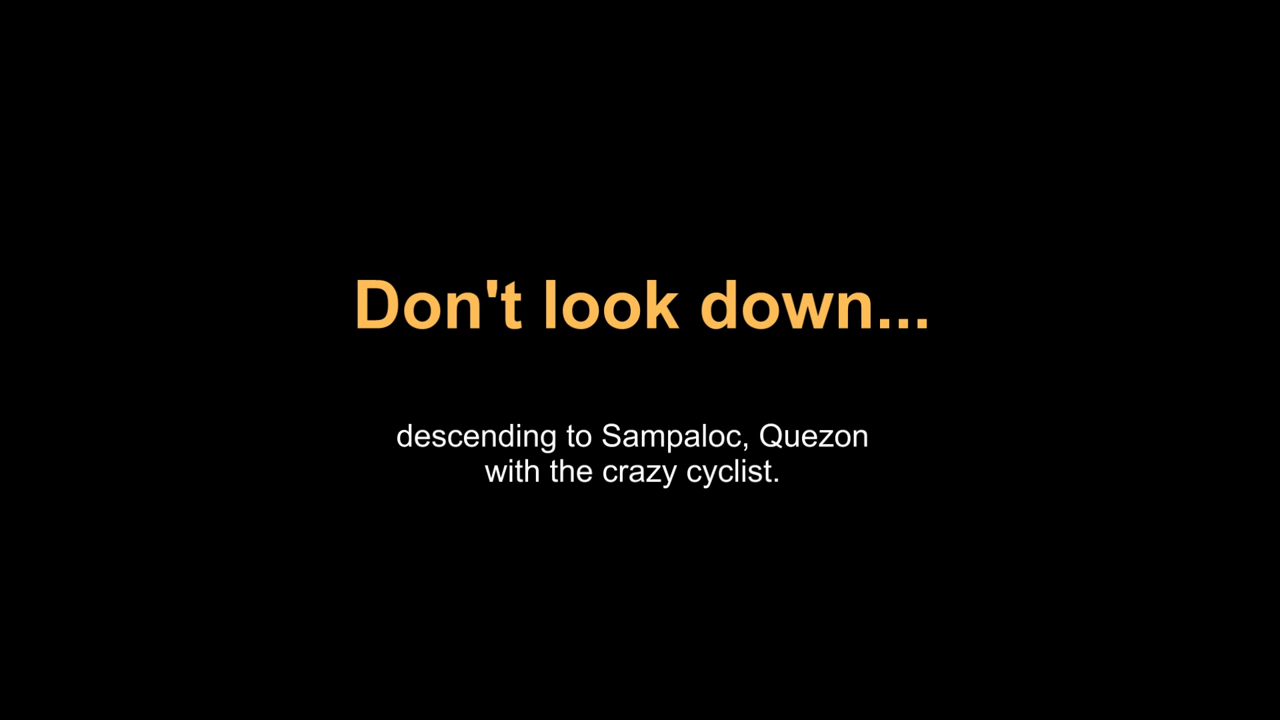 Don't look down...
descending to Sampaloc, Quezon
with the crazy cyclist.